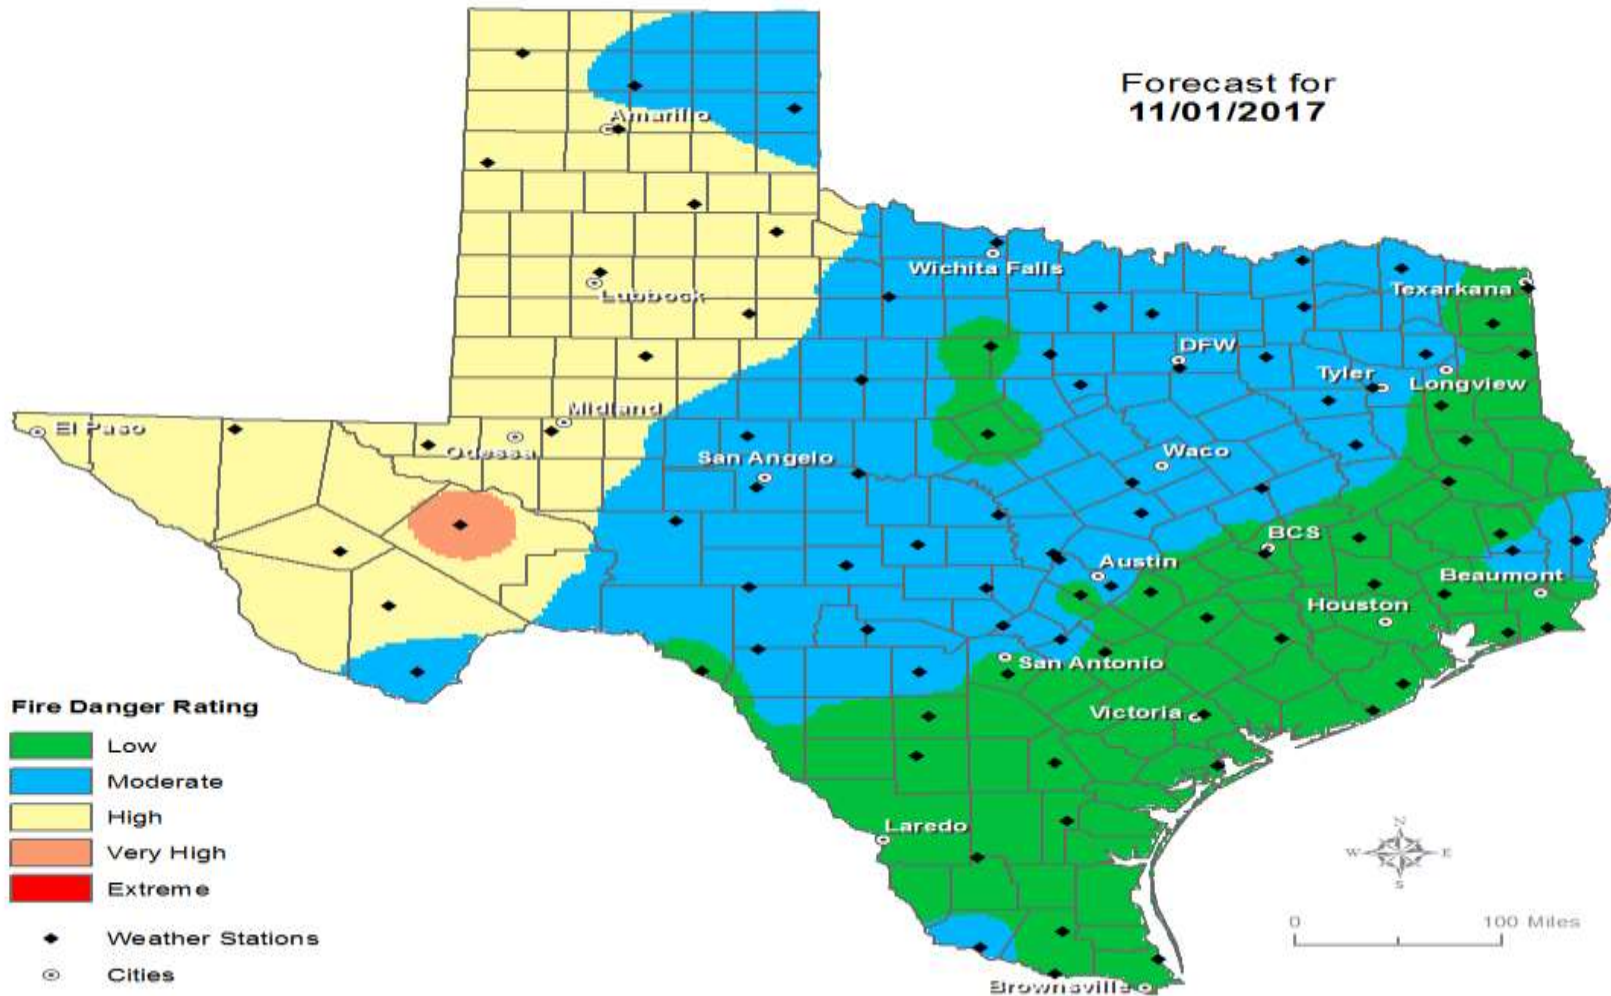 Forecast for
11/01/2017
Amarillo
Wichita Falls
Lubbock
Texarkana
DFW
Tyler
Longview
Midland
El Paso
Odessa
San Angelo
Waco
BCS
Austin
Beaumont
Houston
San Antonio
Victoria
Laredo
Brownsville
Fire Danger Rating
Low
Moderate
High
Very High
Extreme
Weather Stations
Cities
N
W E
S
0 100 Miles